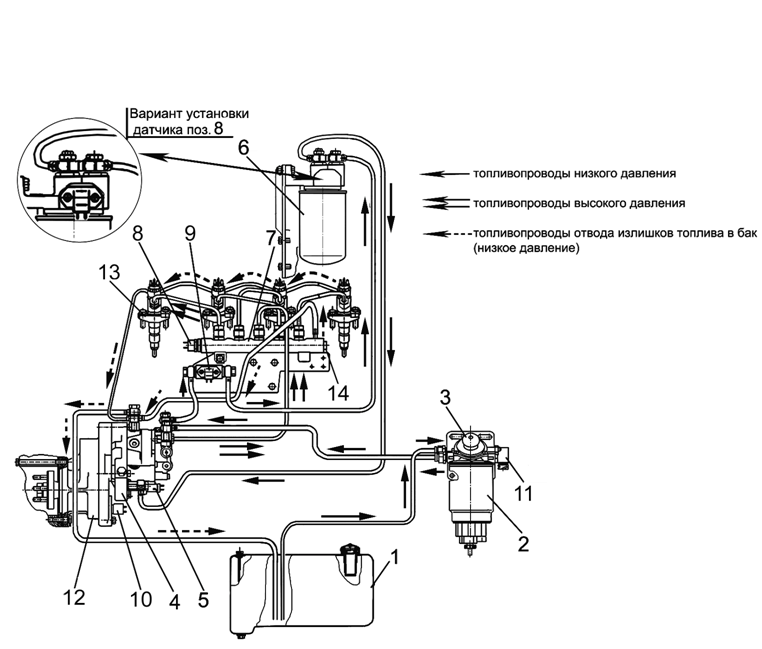 Вариант установки
датчика поз. 8
6
топливопроводы низкого давления
топливопроводы высокого давления
топливопроводы отвода излишков топлива в бак
(низкое давление)
8
9
7
13
14
3
11
2
1
12
10
4
5